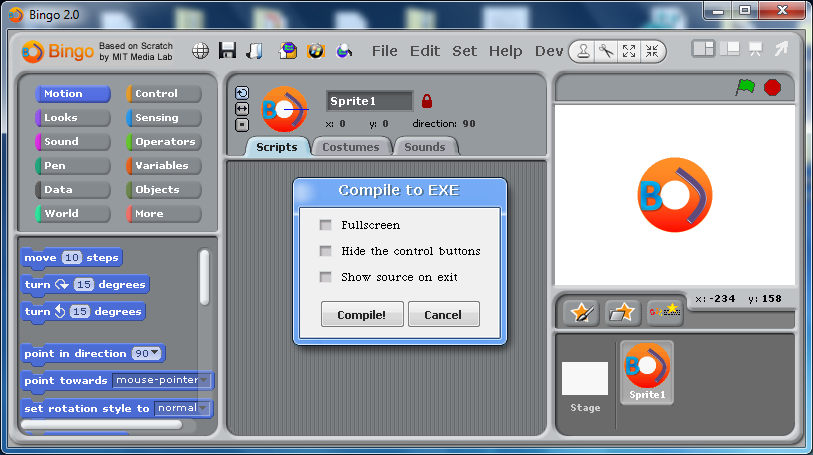 Bingo 2.0
Bingo
Based on Scratch
by MIT Media Lab
File Edit Set Help Dev
Motion Control
Looks Sensing
Sound Operators
Pen Variables
Data Objects
World More
Sprite1
x: 0 y: 0 direction: 90
Scripts Costumes Sounds
move 10 steps
turn 15 degrees
turn 15 degrees
point in direction 90
point towards mouse-pointer
set rotation style to normal
Compile to EXE
Fullscreen
Hide the control buttons
Show source on exit
Compile! Cancel
B
x: -234 y: 158
Stage
B
Sprite1